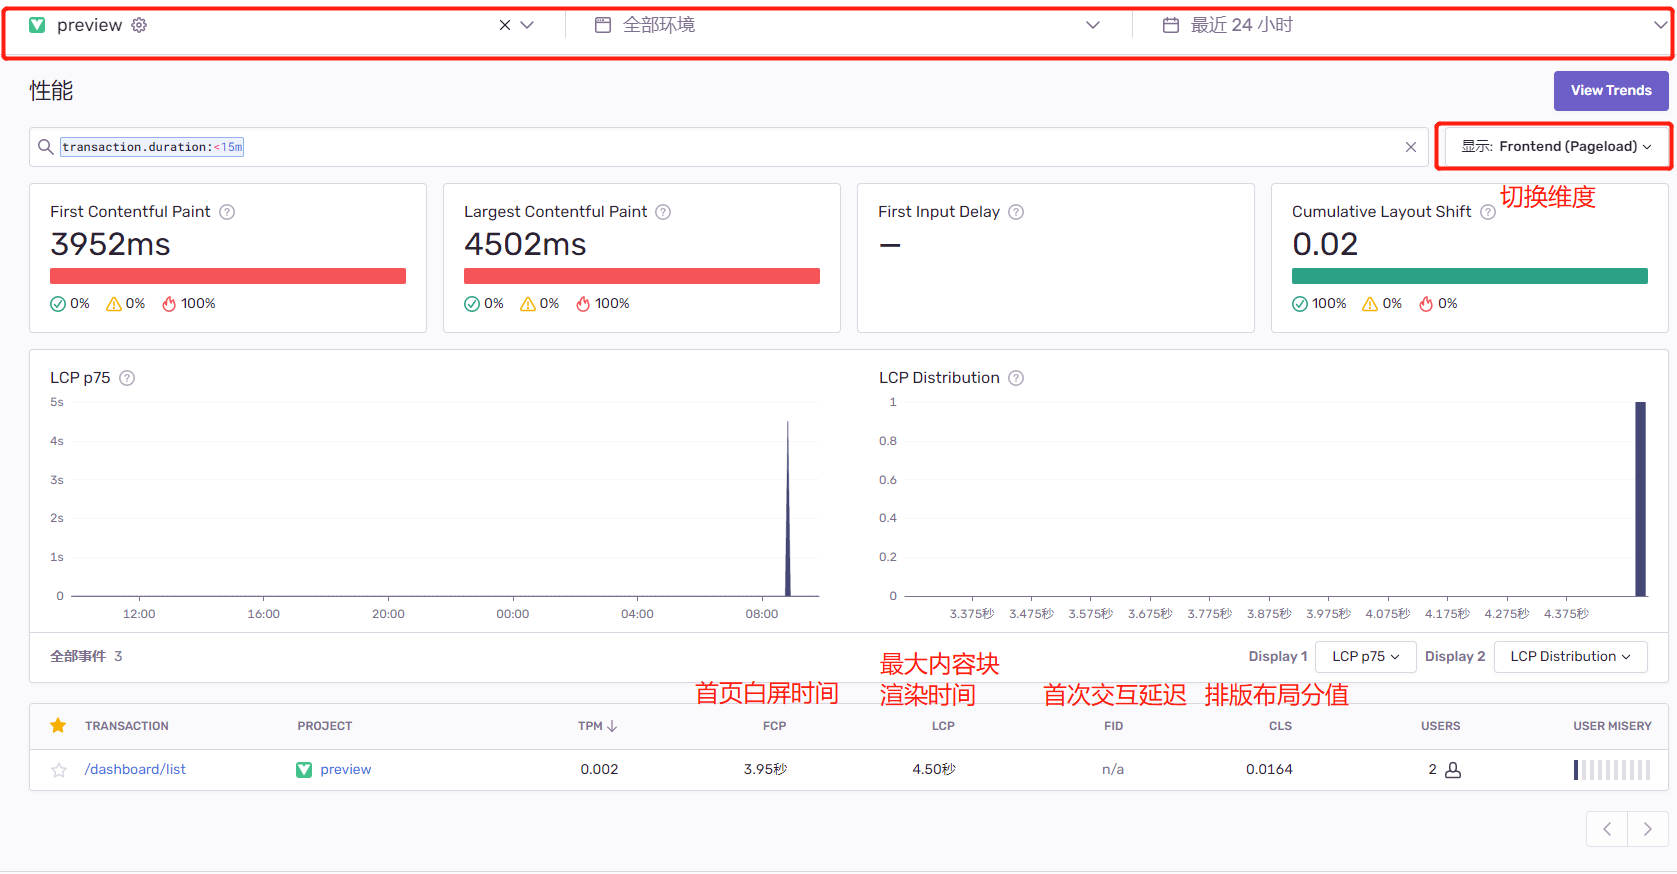 preview
全部环境
最近 24 小时
性能
View Trends
transaction.duration:<15m
显示: Frontend (Pageload)
切换维度
First Contentful Paint
3952ms
0% 0% 100%
Largest Contentful Paint
4502ms
0% 0% 100%
First Input Delay
—
Cumulative Layout Shift
0.02
100% 0% 0%
LCP p75
5s
4s
3s
2s
1s
0
12:00 16:00 20:00 00:00 04:00 08:00
LCP Distribution
1
0.8
0.6
0.4
0.2
0
3.375秒 3.475秒 3.575秒 3.675秒 3.775秒 3.875秒 3.975秒 4.075秒 4.175秒 4.275秒 4.375秒
全部事件 3
Display 1 LCP p75 Display 2 LCP Distribution
首页白屏时间
最大内容块
渲染时间
首次交互延迟
排版布局分值
TRANSACTION PROJECT TPM FCP LCP FID CLS USERS USER MISERY
/dashboard/list preview 0.002 3.95秒 4.50秒 n/a 0.0164 2